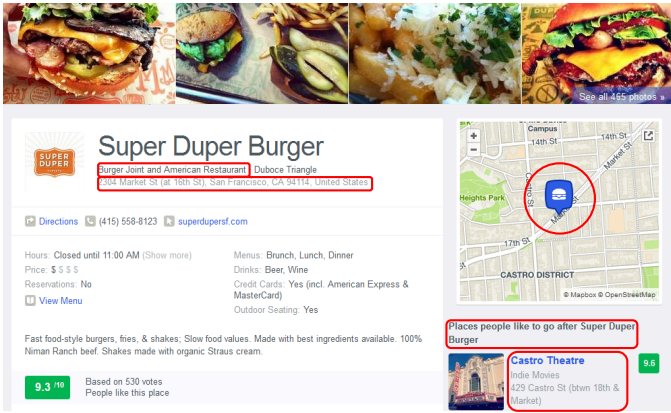 See all 465 photos »
SUPER DUPER
Super Duper Burger
Burger Joint and American Restaurant Duboce Triangle
2304 Market St (at 16th St), San Francisco, CA 94114, United States
Directions (415) 558-8123 superdupersf.com
Hours: Closed until 11:00 AM (Show more)
Price: $ $ $ $
Reservations: No
View Menu
Menus: Brunch, Lunch, Dinner
Drinks: Beer, Wine
Credit Cards: Yes (incl. American Express &
MasterCard)
Outdoor Seating: Yes
Fast food-style burgers, fries, & shakes; Slow food values. Made with best ingredients available. 100%
Niman Ranch beef. Shakes made with organic Straus cream.
9.3 /10
Based on 530 votes
People like this place
+
-
Campus
14th St
14th St
Market St
Castro St
Heights Park
Market St
17th St
CASTRO DISTRICT
© Mapbox © OpenStreetMap
Places people like to go after Super Duper
Burger
Castro Theatre
9.6
Indie Movies
429 Castro St (btwn 18th &
Market)